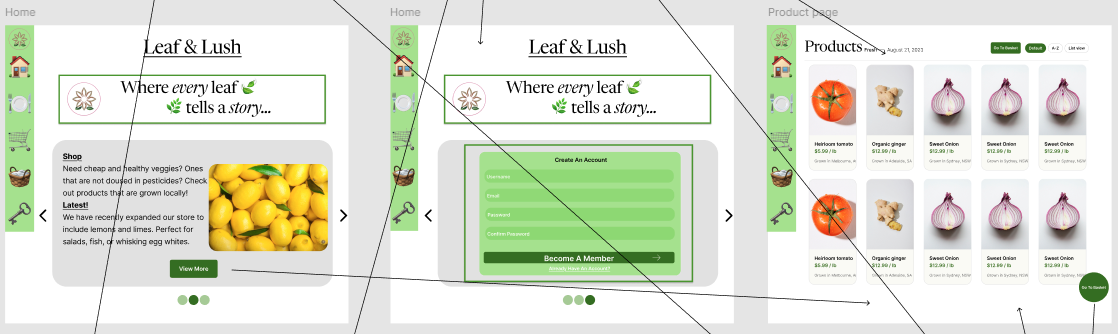 Home
Leaf & Lush
Where every leaf
tells a story...
Shop
Need cheap and healthy veggies? Ones
that are not doused in pesticides? Check
out products that are grown locally!
Latest!
We have recently expanded our store to
include lemons and limes. Perfect for
salads, fish, or whisking egg whites.
View More
Home
Leaf & Lush
Where every leaf
tells a story...
Create An Account
Username
Email
Password
Confirm Password
Become A Member
Already Have An Account?
Product page
Products Fresh August 21, 2023
Go To Basket
Default
A-Z
List view
Heirloom tomato
$5.99 / lb
Grown in Melbourne,
Organic ginger
$12.99 / lb
Grown in Adelaide, SA
Sweet Onion
$12.99 / lb
Grown in Sydney, NSW
Sweet Onion
$12.99 / lb
Grown in Sydney, NSW
Sweet Onion
$12.99 / lb
Grown in Sydney, NSW
Heirloom tomato
$5.99 / lb
Grown in Melbourne,
Organic ginger
$12.99 / lb
Grown in Adelaide, SA
Sweet Onion
$12.99 / lb
Grown in Sydney, NSW
Sweet Onion
$12.99 / lb
Grown in Sydney, NSW
Sweet Onion
$12.99 / lb
Grown in Sydney,
Go To Basket